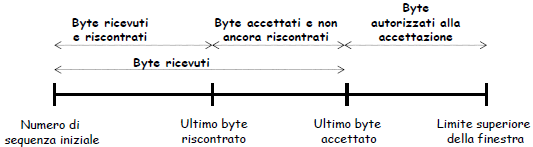 Byte ricevuti
e riscontrati
Byte accettati e non
ancora riscontrati
Byte
autorizzati alla
accettazione
Byte ricevuti
Numero di
sequenza iniziale
Ultimo byte
riscontrato
Ultimo byte
accettato
Limite superiore
della finestra